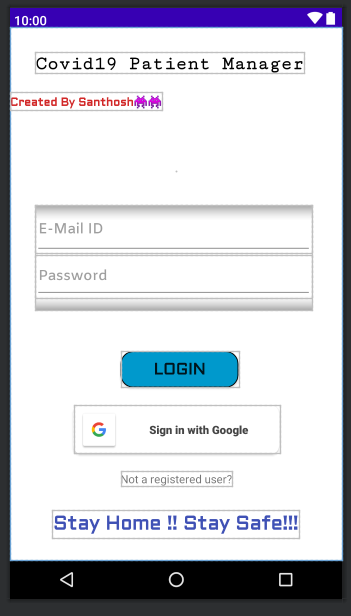 10:00
Covid19 Patient Manager
Created By Santhosh👾👾
E-Mail ID
Password
LOGIN
G Sign in with Google
Not a registered user?
Stay Home !! Stay Safe!!!